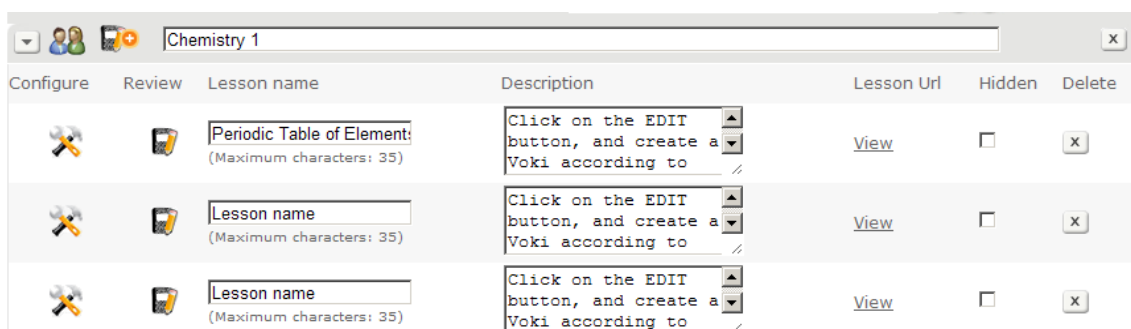 Chemistry 1
x
Configure Review Lesson name Description Lesson Url Hidden Delete
Periodic Table of Elements
(Maximum characters: 35)
Click on the EDIT
button, and create a
Voki according to
View
x
Lesson name
(Maximum characters: 35)
Click on the EDIT
button, and create a
Voki according to
View
x
Lesson name
(Maximum characters: 35)
Click on the EDIT
button, and create a
Voki according to
View
x